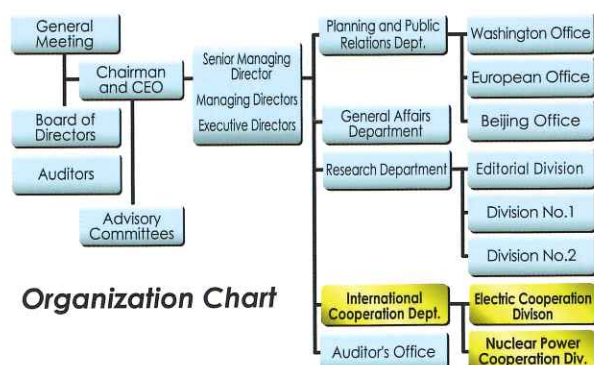 General
Meeting
Chairman
and CEO
Board of
Directors
Auditors
Advisory
Committees
Senior Managing
Director
Managing Directors
Executive Directors
Planning and Public
Relations Dept.
Washington Office
European Office
Beijing Office
General Affairs
Department
Research Department
Editorial Division
Division No.1
Division No.2
International
Cooperation Dept.
Electric Cooperation
Divison
Nuclear Power
Cooperation Div.
Auditor's Office
Organization Chart